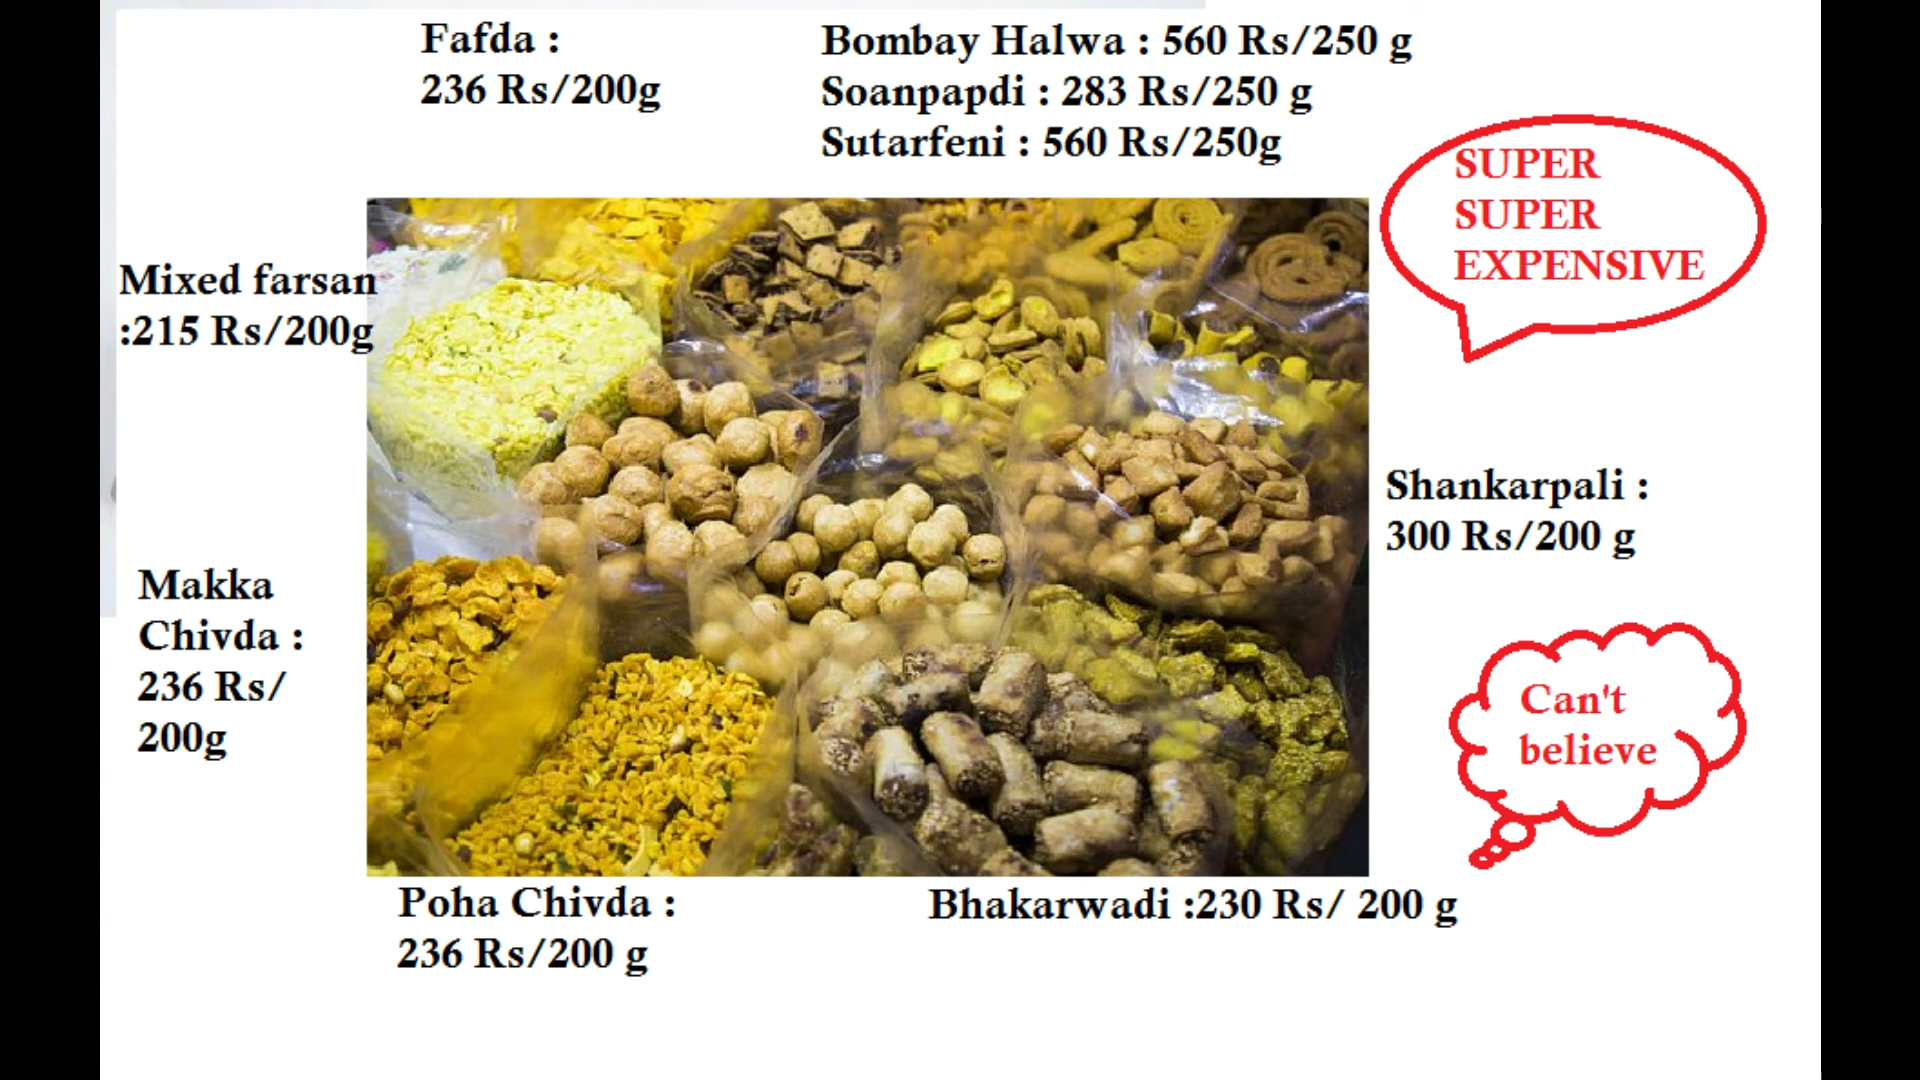 Fafda :
236 Rs/200g
Bombay Halwa : 560 Rs/250 g
Soanpapdi : 283 Rs/250 g
Sutarfeni : 560 Rs/250g
SUPER
SUPER
EXPENSIVE
Mixed farsan
:215 Rs/200g
Shankarpali :
300 Rs/200 g
Makka
Chivda :
236 Rs/
200g
Can't
believe
Poha Chivda :
236 Rs/200 g
Bhakarwadi :230 Rs/ 200 g